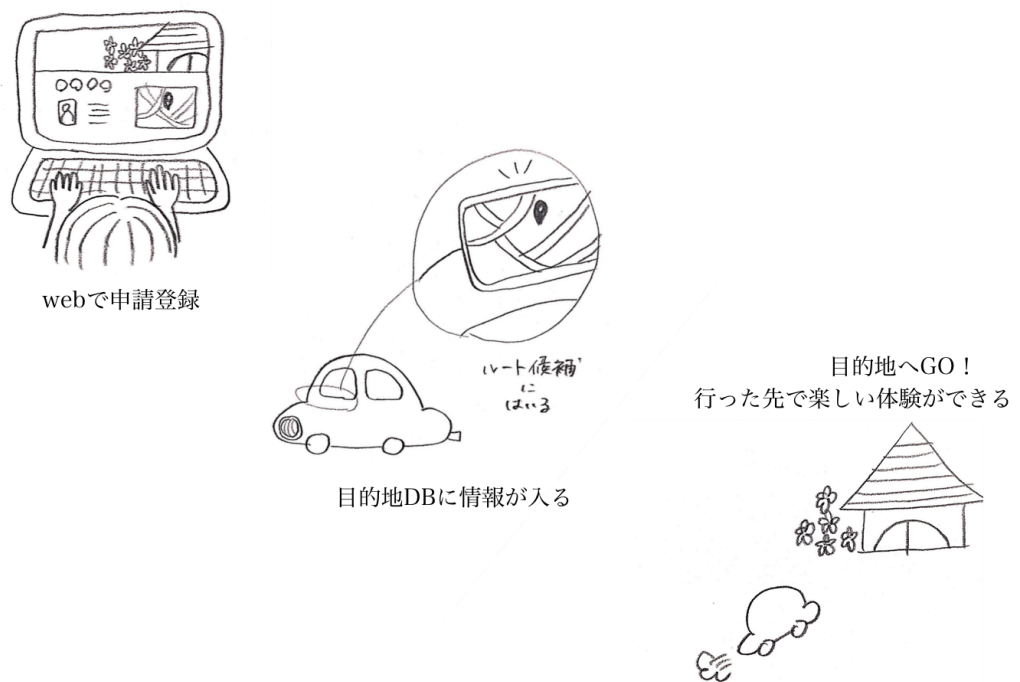 webで申請登録
ルート候補
に
はいる
目的地DBに情報が入る
目的地へGO！
行った先で楽しい体験ができる